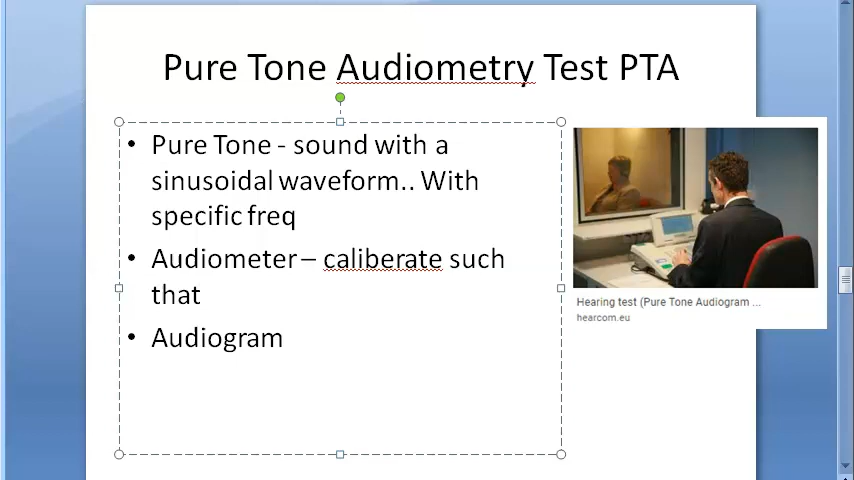 Pure Tone Audiometry Test PTA
• Pure Tone - sound with a
sinusoidal waveform.. With
specific freq
• Audiometer – caliberate such
that
• Audiogram
Hearing test (Pure Tone Audiogram ...
hearcom.eu